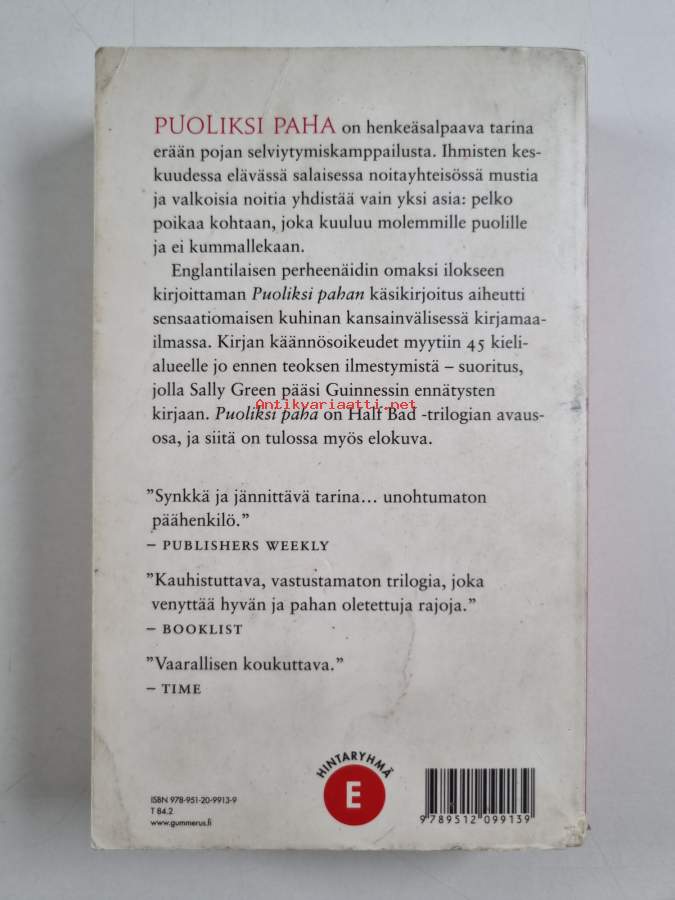 PUOLIKSI PAHA on henkeäsalpaava tarina
erään pojan selviytymiskamppailusta. Ihmisten kes-
kuudessa elävässä salaisessa noitayhteisössä mustia
ja valkoisia noitia yhdistää vain yksi asia: pelko
poikaa kohtaan, joka kuuluu molemmille puolille
ja ei kummallekaan.
Englantilaisen perheenäidin omaksi ilokseen
kirjoittaman Puoliksi pahan käsikirjoitus aiheutti
sensaatiomaisen kuhinan kansainvälisessä kirjamaa-
ilmassa. Kirjan käännösoikeudet myytiin 45 kieli-
alueelle jo ennen teoksen ilmestymistä – suoritus,
jolla Sally Green pääsi Guinnessin ennätysten
Antikvariaatti.net
kirjaan. Puoliksi paha on Half Bad -trilogian avaus-
osa, ja siitä on tulossa myös elokuva.
”Synkkä ja jännittävä tarina… unohtumaton
päähenkilö.”
– PUBLISHERS WEEKLY
”Kauhistuttava, vastustamaton trilogia, joka
venyttää hyvän ja pahan oletettuja rajoja.”
– BOOKLIST
”Vaarallisen koukuttava.”
– TIME
HINTARYHMÄ
E
ISBN 978-951-20-9913-9
T 84.2
www.gummerus.fi
9 789512 099139